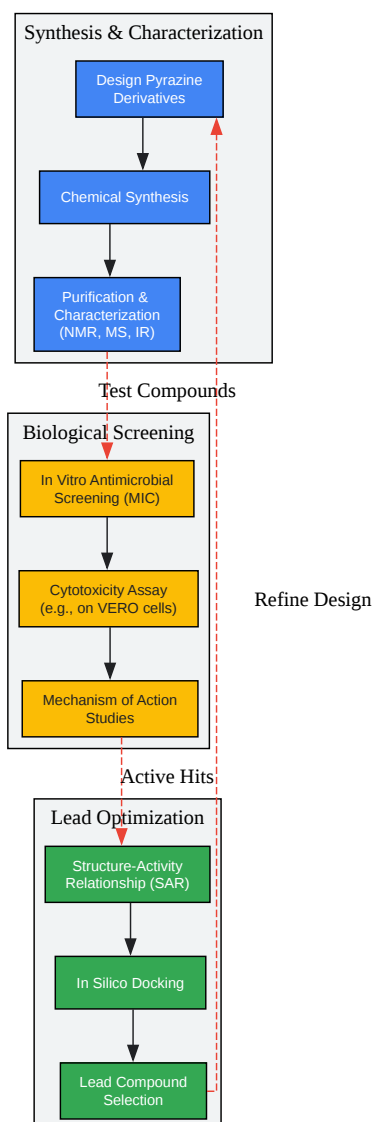 Synthesis & Characterization
Design Pyrazine
Derivatives
Chemical Synthesis
Purification &
Characterization
(NMR, MS, IR)
Test Compounds
Biological Screening
In Vitro Antimicrobial
Screening (MIC)
Cytotoxicity Assay
(e.g., on VERO cells)
Refine Design
Mechanism of Action
Studies
Active Hits
Lead Optimization
Structure-Activity
Relationship (SAR)
In Silico Docking
Lead Compound
Selection